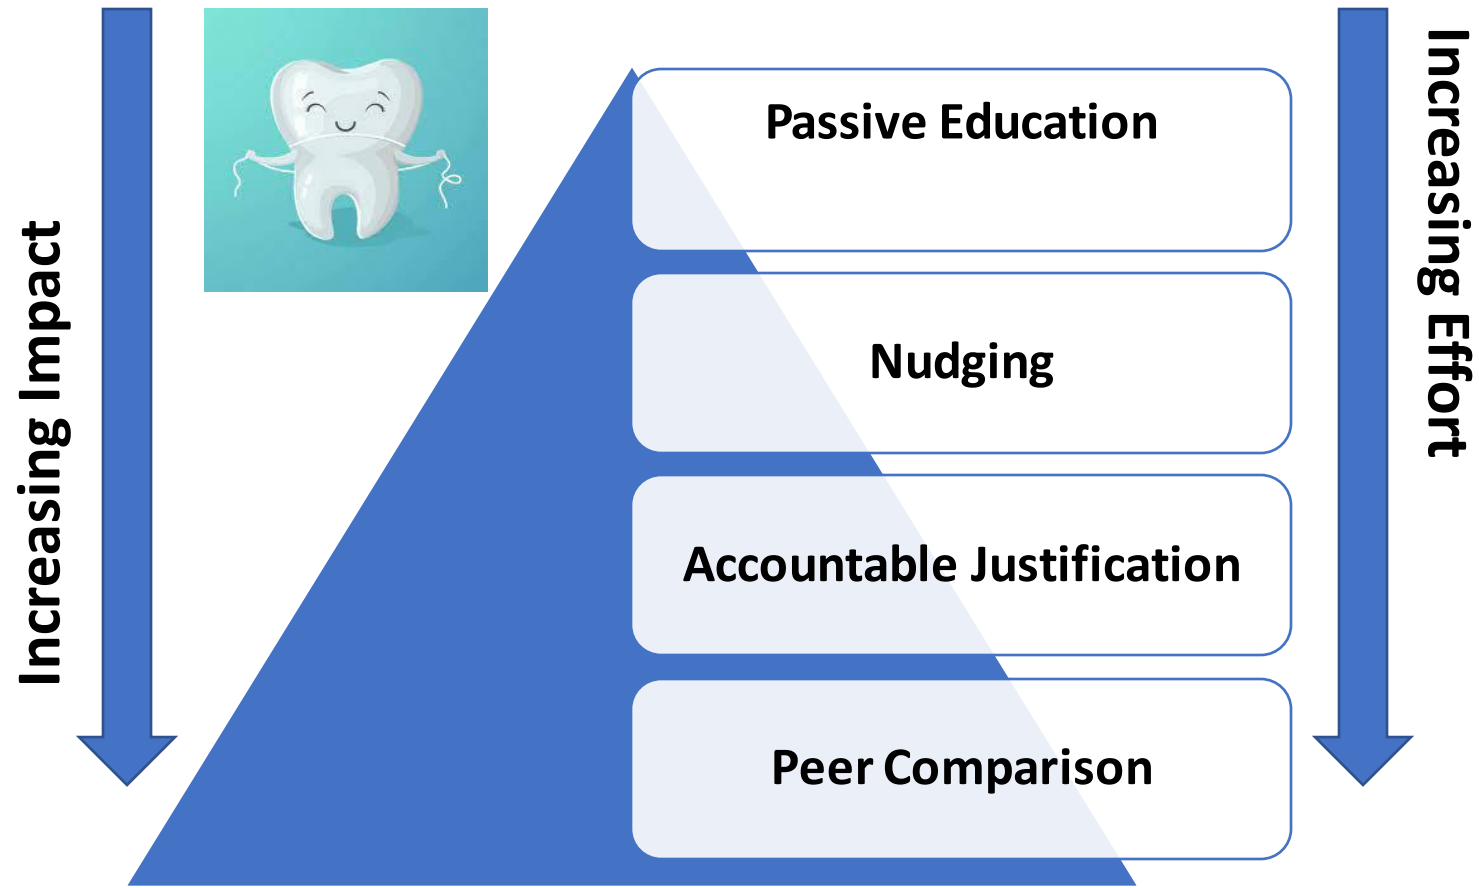 Increasing Impact
Passive Education
Nudging
Accountable Justification
Peer Comparison
Increasing Effort